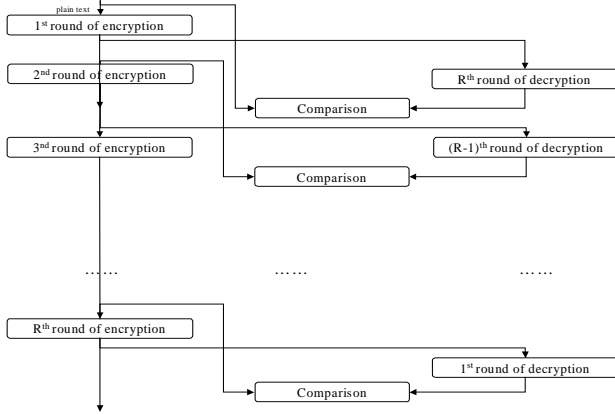 plain text
1st round of encryption
2nd round of encryption
Rth round of decryption
Comparison
3nd round of encryption
(R-1)th round of decryption
Comparison
…… …… ……
Rth round of encryption
1st round of decryption
Comparison